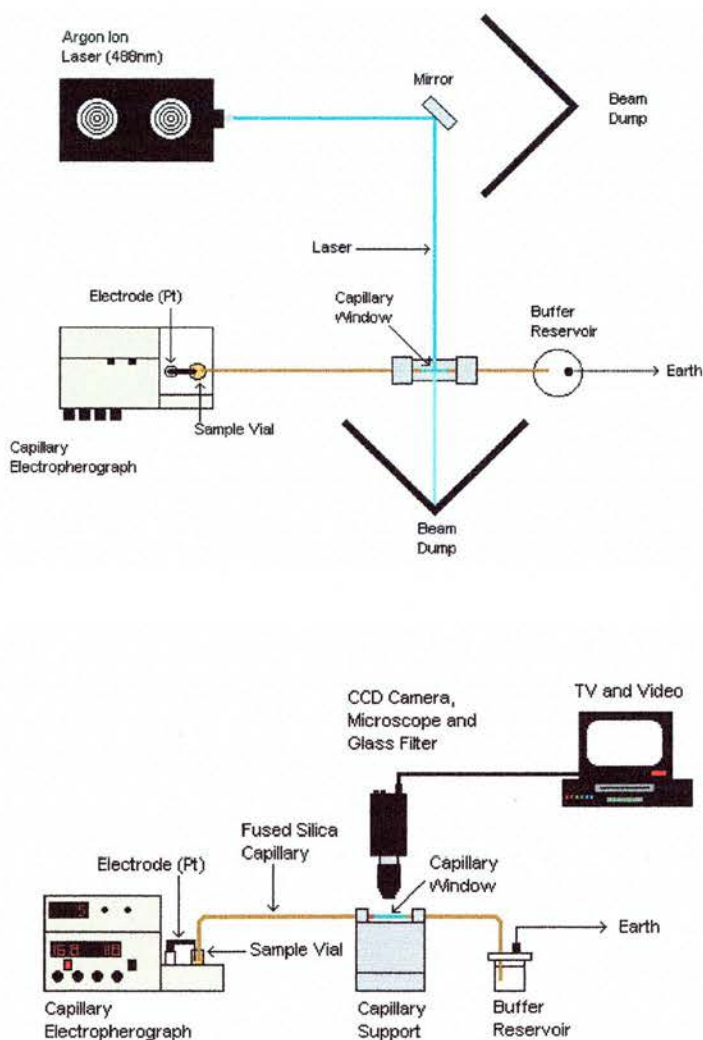 Argon Ion
Laser (488nm)
Mirror
Beam
Dump
Laser
Electrode (Pt)
Capillary
Window
Buffer
Reservoir
Earth
Sample Vial
Capillary
Electropherograph
Beam
Dump
CCD Camera,
Microscope and
Glass Filter
TV and Video
Fused Silica
Capillary
Electrode (Pt)
Capillary
Window
Earth
Sample Vial
Capillary
Electropherograph
Capillary
Support
Buffer
Reservoir